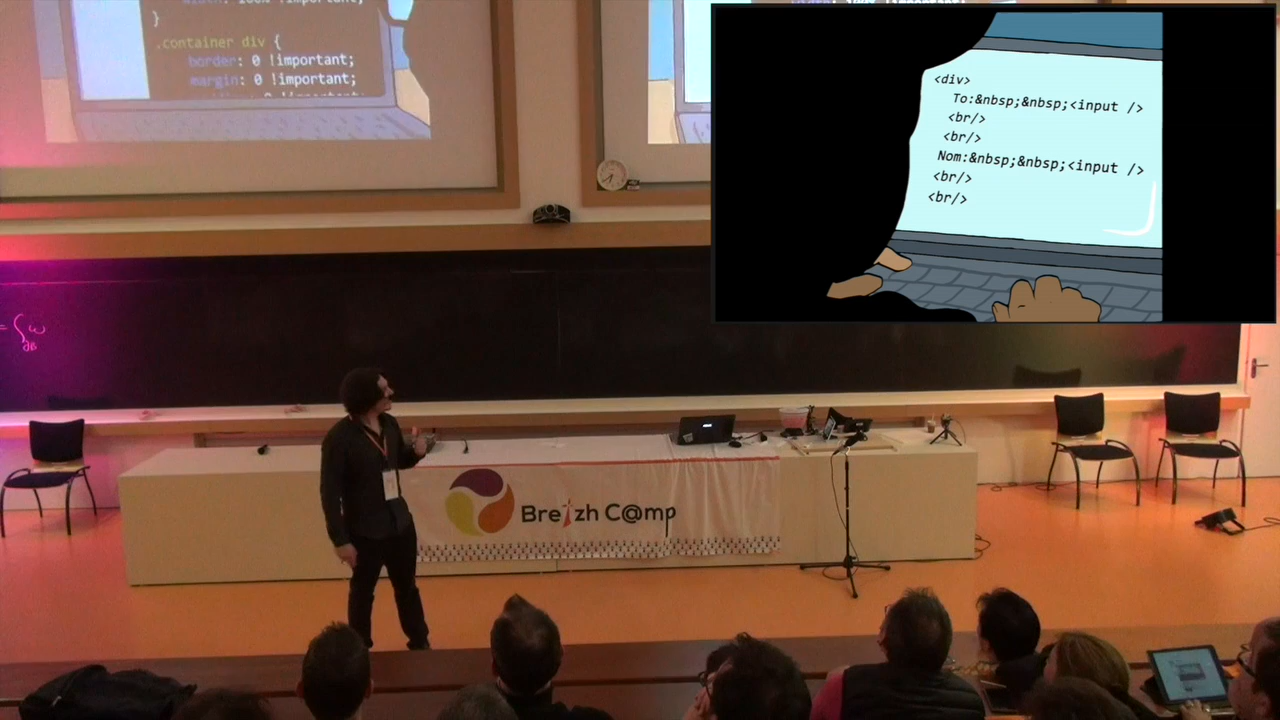 }
.container div {
border: 0 !important;
margin: 0 !important;
<div>
To:&nbsp;&nbsp;<input />
<br/>
<br/>
Nom:&nbsp;&nbsp;<input />
<br/>
<br/>
Breizh C@mp